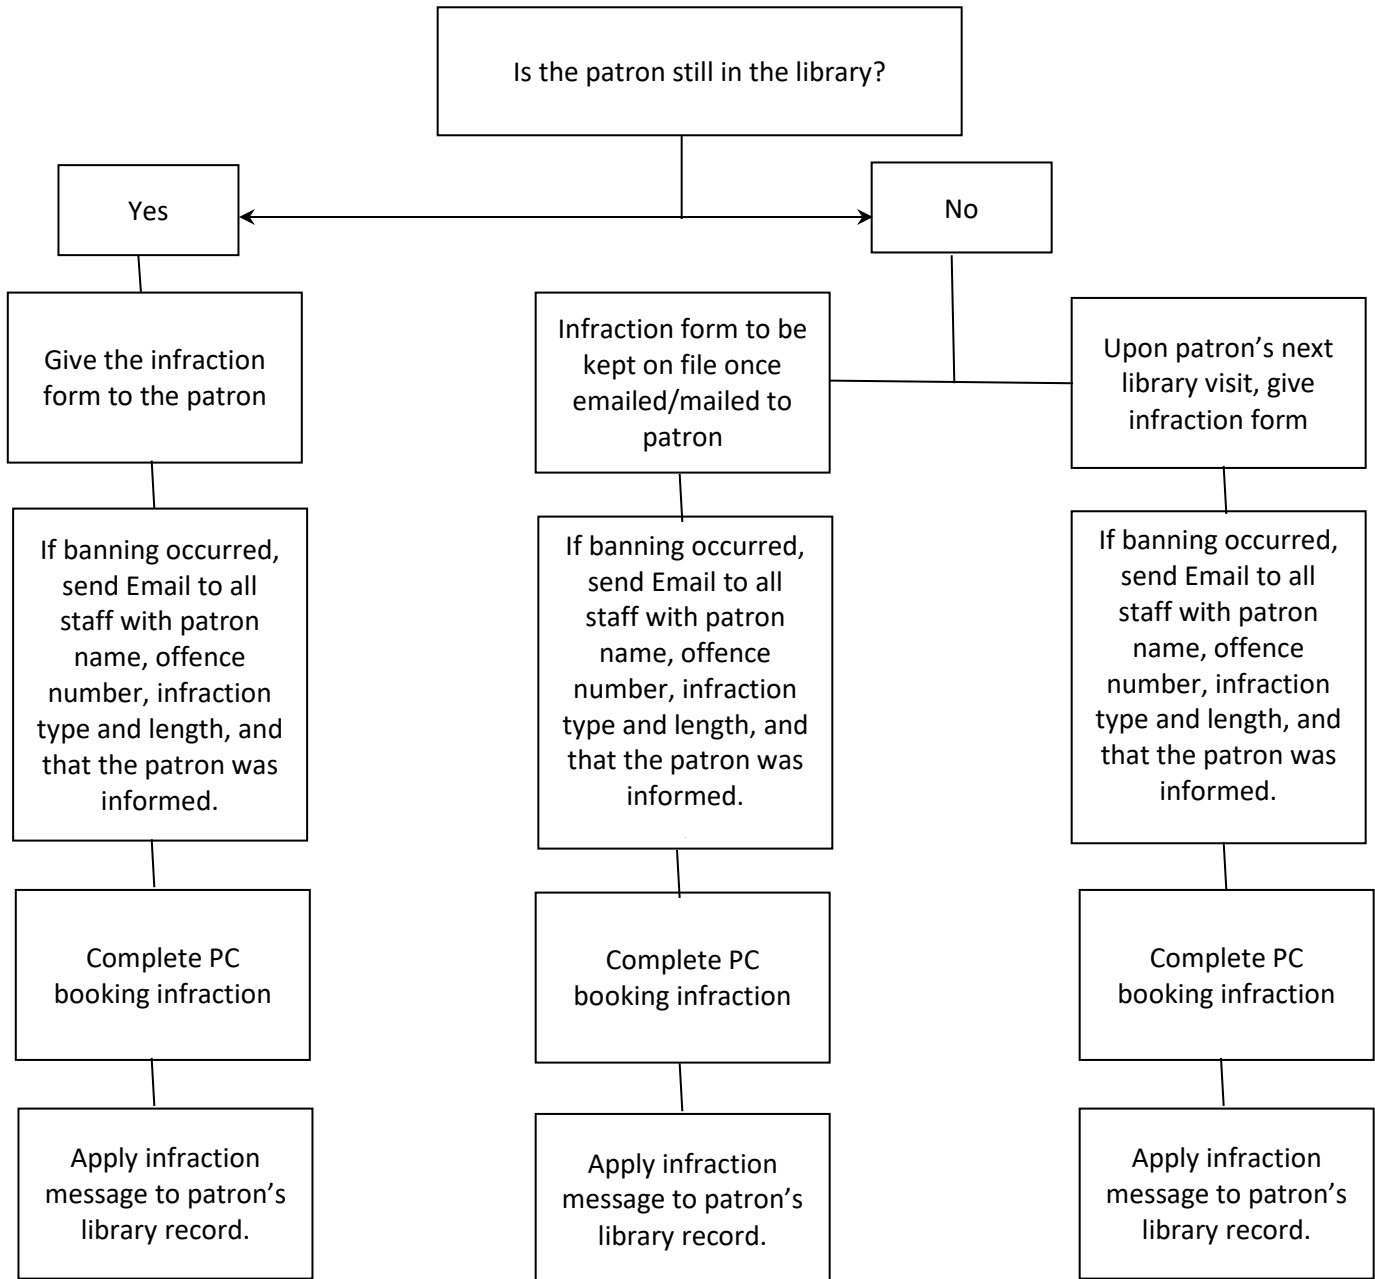 Is the patron still in the library?
Yes
No
Give the infraction
form to the patron
Infraction form to be
kept on file once
emailed/mailed to
patron
Upon patron’s next
library visit, give
infraction form
If banning occurred,
send Email to all
staff with patron
name, offence
number, infraction
type and length, and
that the patron was
informed.
If banning occurred,
send Email to all
staff with patron
name, offence
number, infraction
type and length, and
that the patron was
informed.
If banning occurred,
send Email to all
staff with patron
name, offence
number, infraction
type and length, and
that the patron was
informed.
Complete PC
booking infraction
Complete PC
booking infraction
Complete PC
booking infraction
Apply infraction
message to patron’s
library record.
Apply infraction
message to patron’s
library record.
Apply infraction
message to patron’s
library record.